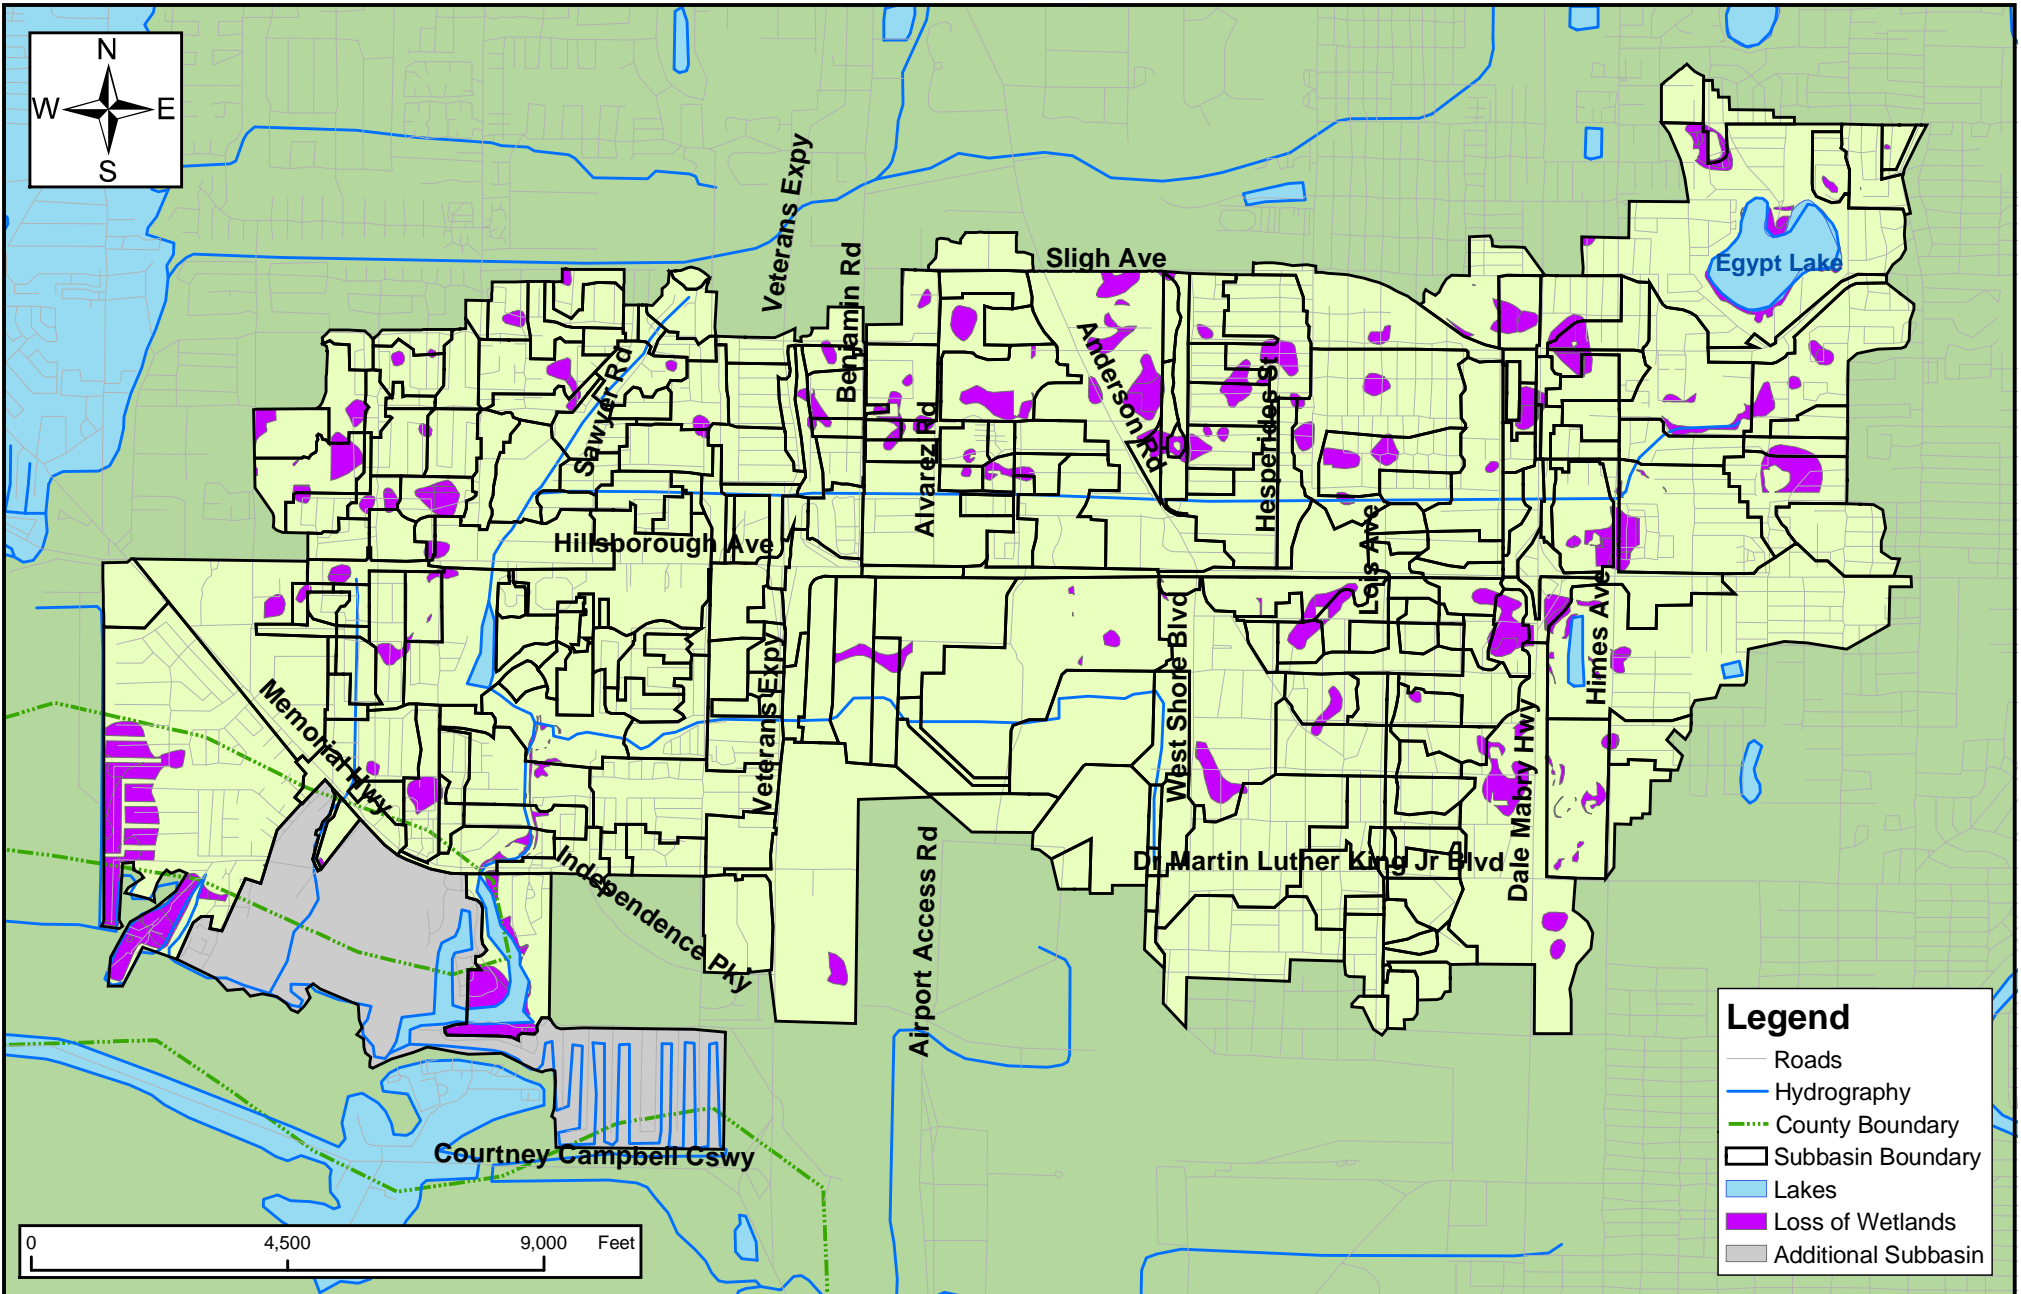 N
W E
S
Veterans Expy
Benjamin Rd
Sligh Ave
Egypt Lake
Anderson Rd
Sawyer Rd
Alvarez Rd
Hesperides St
Hillsborough Ave
Lois Ave
West Shore Blvd
Himes Ave
Memorial Hwy
Veterans Expy
Dale Mabry Hwy
Dr Martin Luther King Jr Blvd
Independence Pky
Airport Access Rd
Courtney Campbell Cswy
Legend
Roads
Hydrography
County Boundary
Subbasin Boundary
Lakes
Loss of Wetlands
Additional Subbasin
0 4,500 9,000 Feet